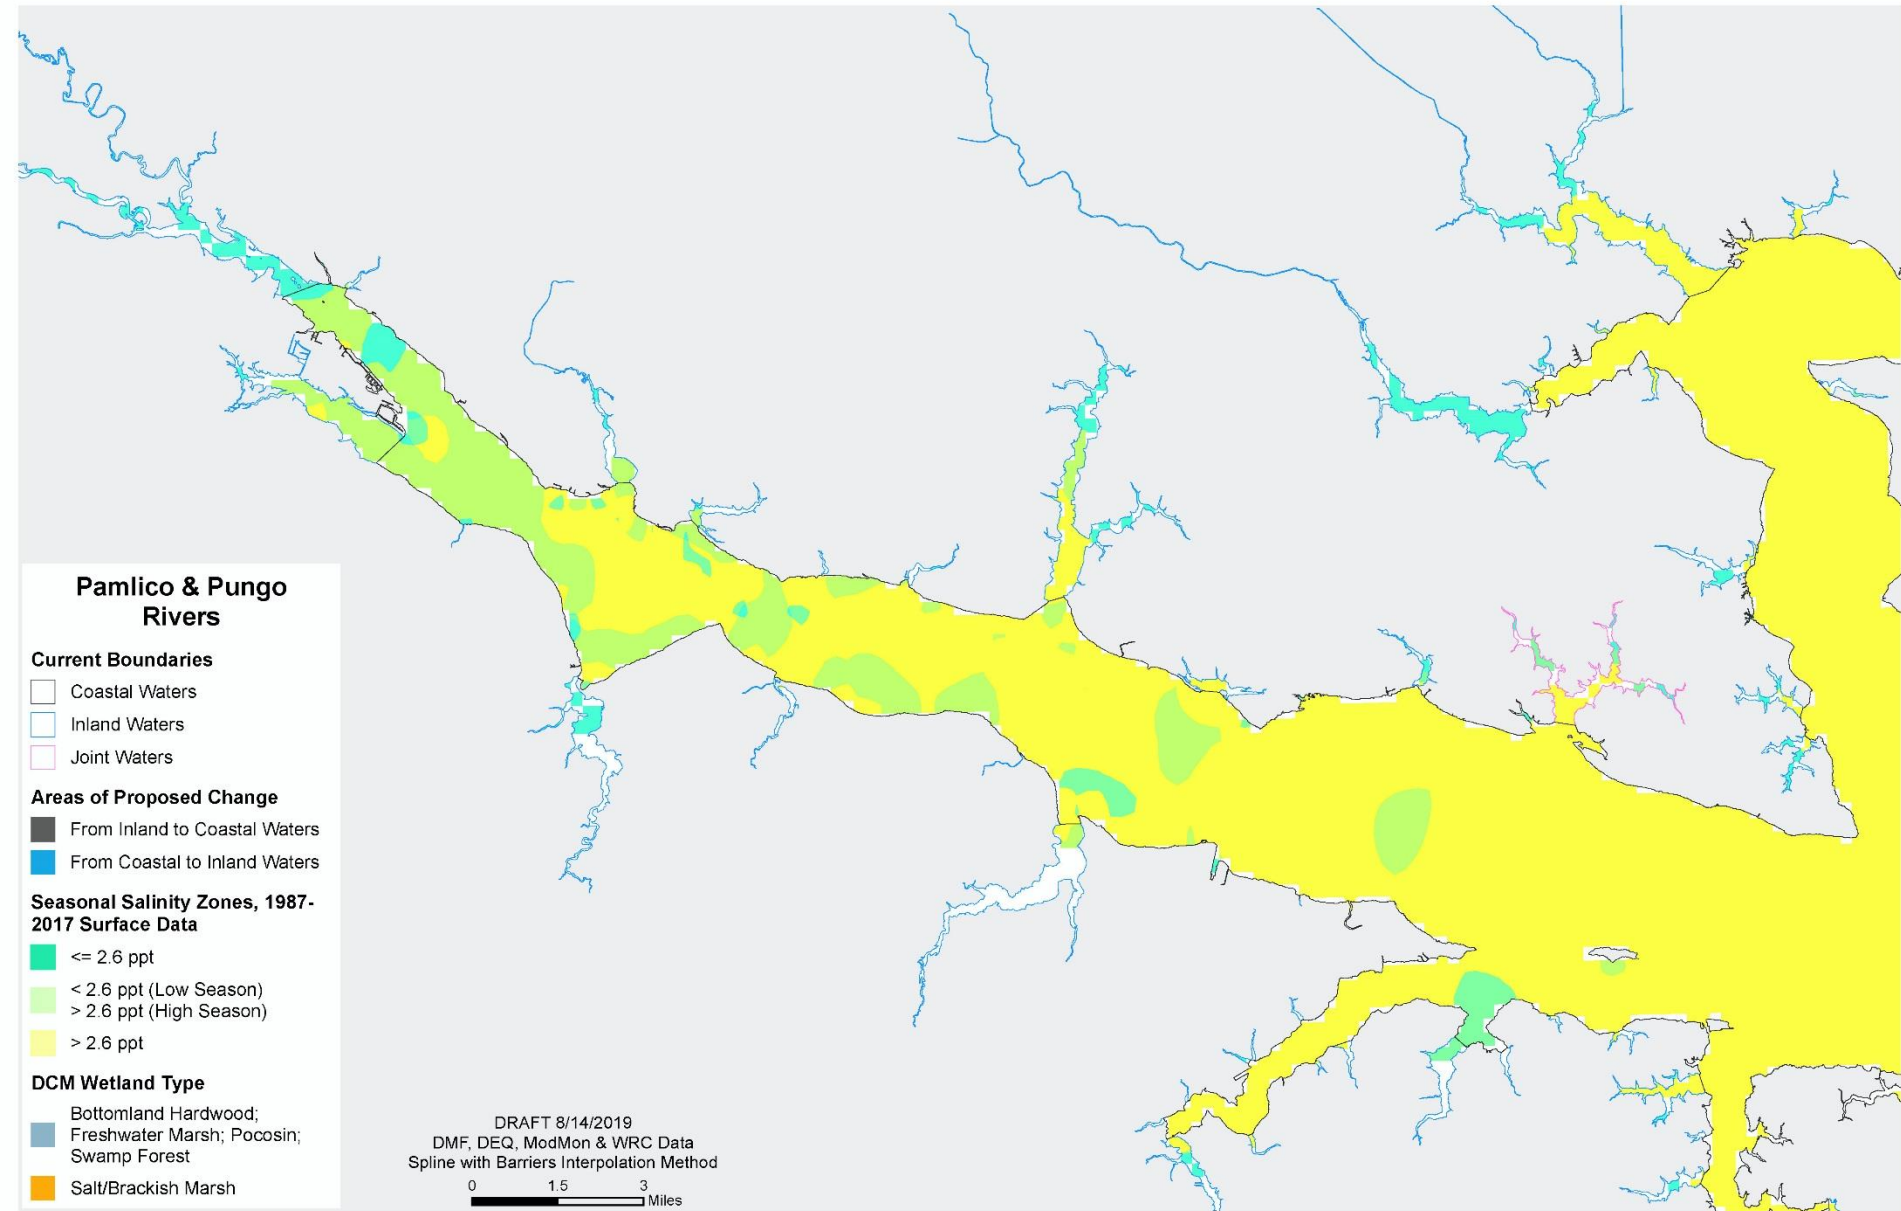 Pamlico & Pungo
Rivers
Current Boundaries
Coastal Waters
Inland Waters
Joint Waters
Areas of Proposed Change
From Inland to Coastal Waters
From Coastal to Inland Waters
Seasonal Salinity Zones, 1987-
2017 Surface Data
<= 2.6 ppt
< 2.6 ppt (Low Season)
> 2.6 ppt (High Season)
> 2.6 ppt
DCM Wetland Type
Bottomland Hardwood;
Freshwater Marsh; Pocosin;
Swamp Forest
Salt/Brackish Marsh
DRAFT 8/14/2019
DMF, DEQ, ModMon & WRC Data
Spline with Barriers Interpolation Method
0 1.5 3
Miles